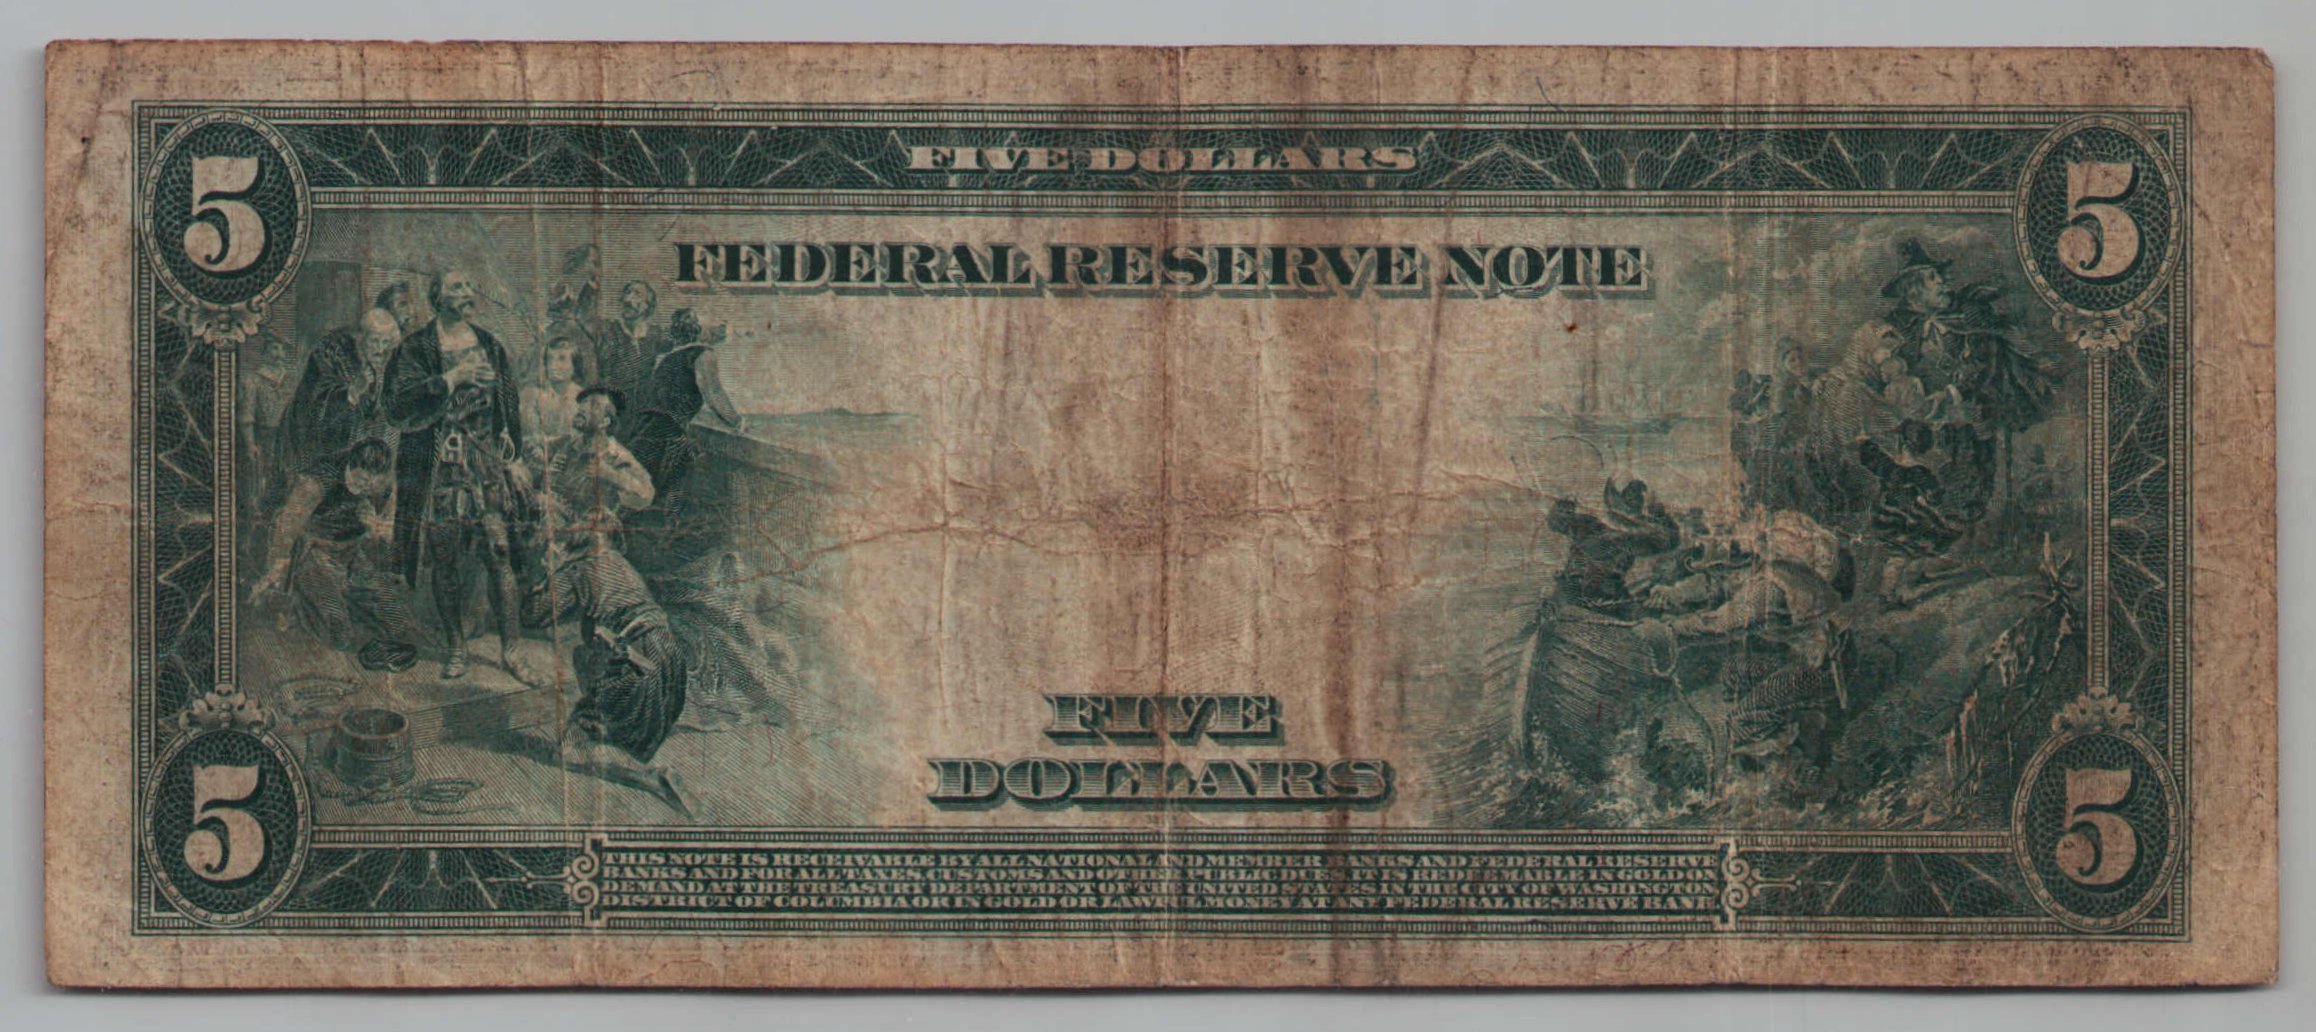 5 FIVE DOLLARS 5
FEDERAL RESERVE NOTE
FIVE
DOLLARS
5 5
THIS NOTE IS RECEIVABLE BY ALL NATIONAL AND MEMBER BANKS AND FEDERAL RESERVE
BANKS AND FOR ALL TAXES, CUSTOMS AND OTHER PUBLIC DUES. IT IS REDEEMABLE IN GOLD ON
DEMAND AT THE TREASURY DEPARTMENT OF THE UNITED STATES IN THE CITY OF WASHINGTON
DISTRICT OF COLUMBIA OR IN GOLD OR LAWFUL MONEY AT ANY FEDERAL RESERVE BANK